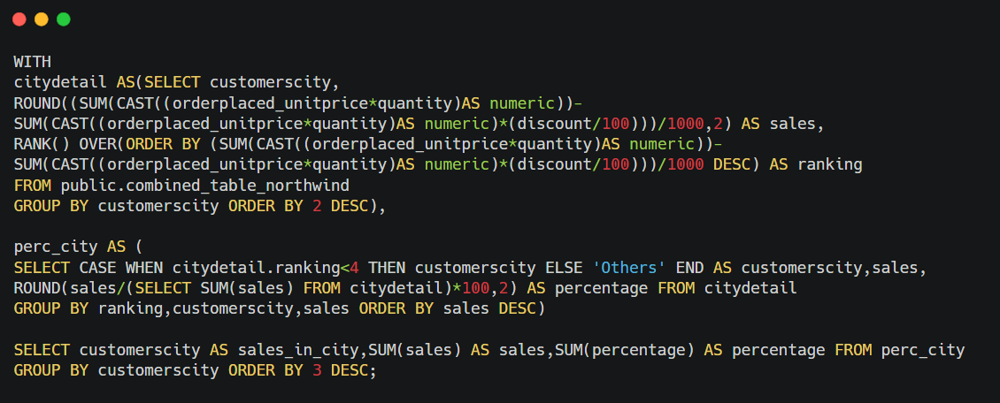 WITH
citydetail AS(SELECT customerscity,
ROUND((SUM(CAST((orderplaced_unitprice*quantity)AS numeric))-
SUM(CAST((orderplaced_unitprice*quantity)AS numeric)*(discount/100)))/1000,2) AS sales,
RANK() OVER(ORDER BY (SUM(CAST((orderplaced_unitprice*quantity)AS numeric))-
SUM(CAST((orderplaced_unitprice*quantity)AS numeric)*(discount/100)))/1000 DESC) AS ranking
FROM public.combined_table_northwind
GROUP BY customerscity ORDER BY 2 DESC),

perc_city AS (
SELECT CASE WHEN citydetail.ranking<4 THEN customerscity ELSE 'Others' END AS customerscity,sales,
ROUND(sales/(SELECT SUM(sales) FROM citydetail)*100,2) AS percentage FROM citydetail
GROUP BY ranking,customerscity,sales ORDER BY sales DESC)

SELECT customerscity AS sales_in_city,SUM(sales) AS sales,SUM(percentage) AS percentage FROM perc_city
GROUP BY customerscity ORDER BY 3 DESC;